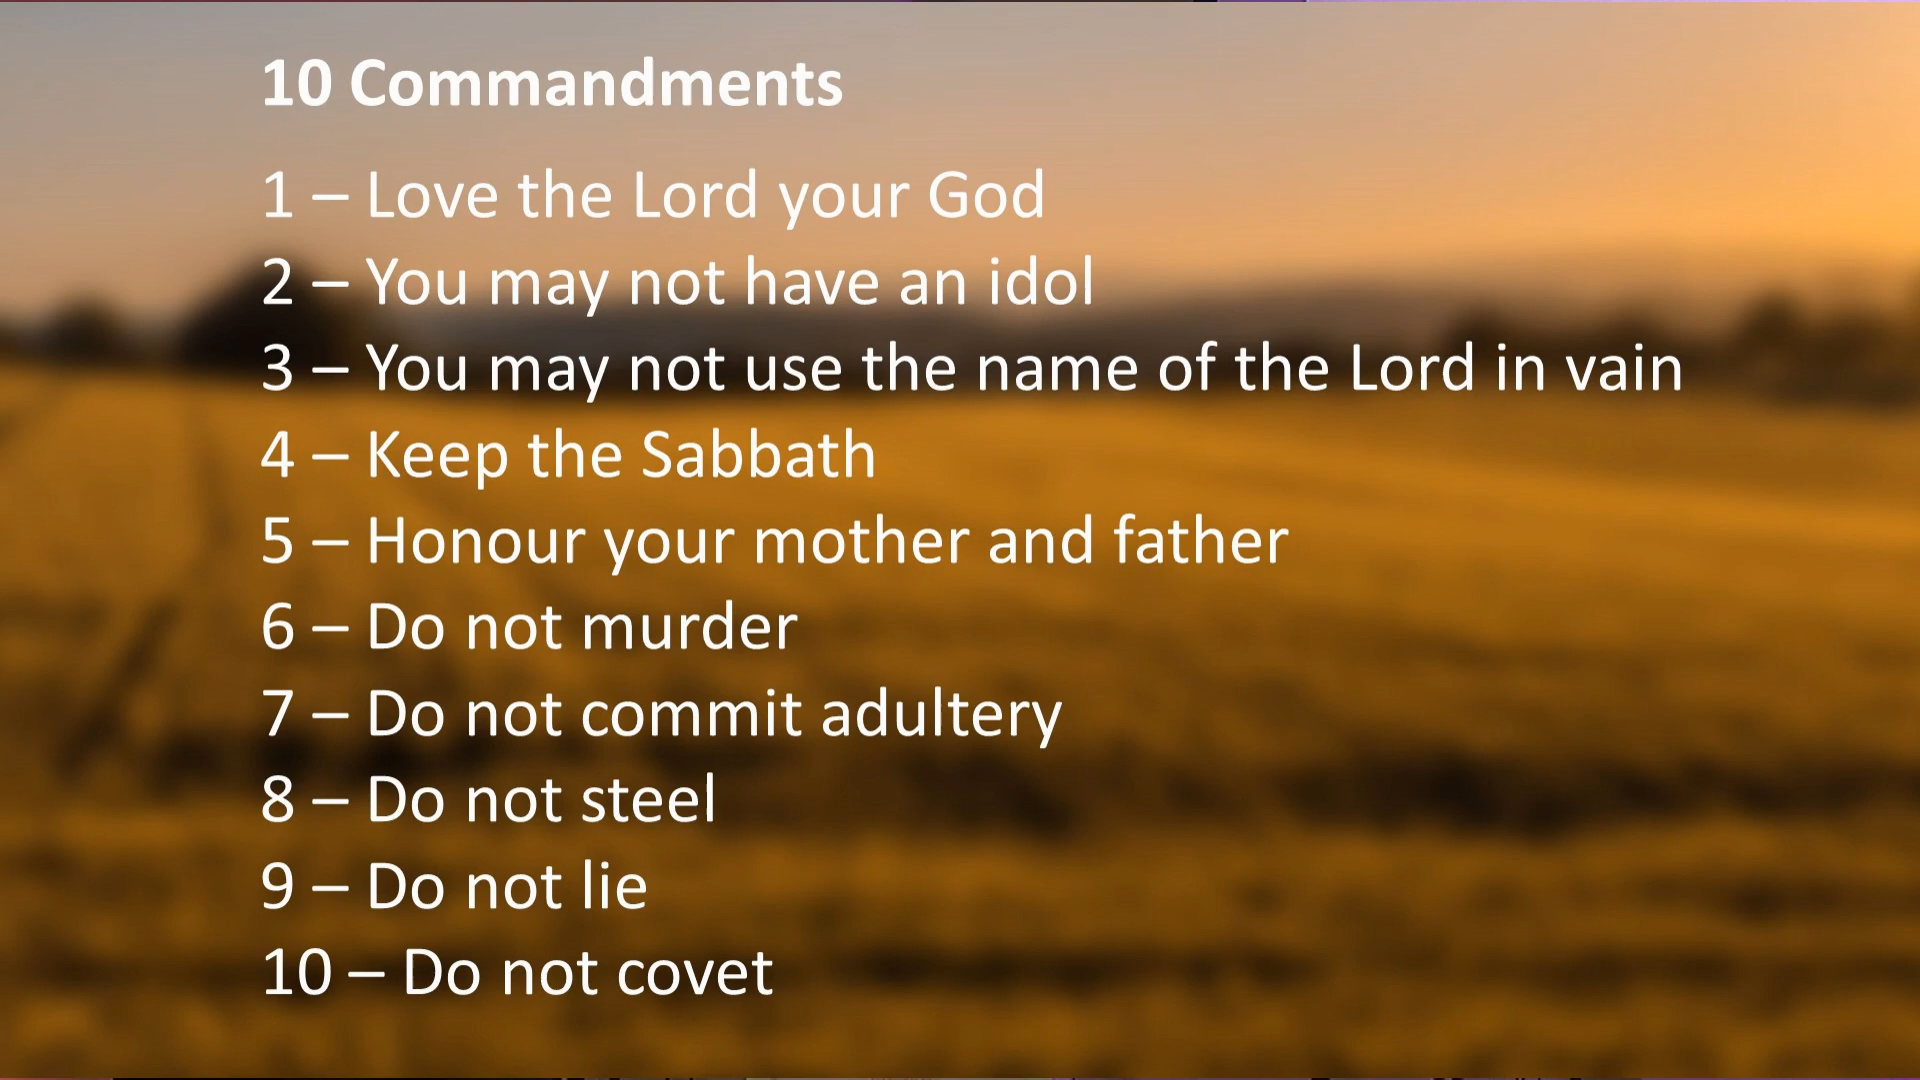 10 Commandments
1 – Love the Lord your God
2 – You may not have an idol
3 – You may not use the name of the Lord in vain
4 – Keep the Sabbath
5 – Honour your mother and father
6 – Do not murder
7 – Do not commit adultery
8 – Do not steel
9 – Do not lie
10 – Do not covet